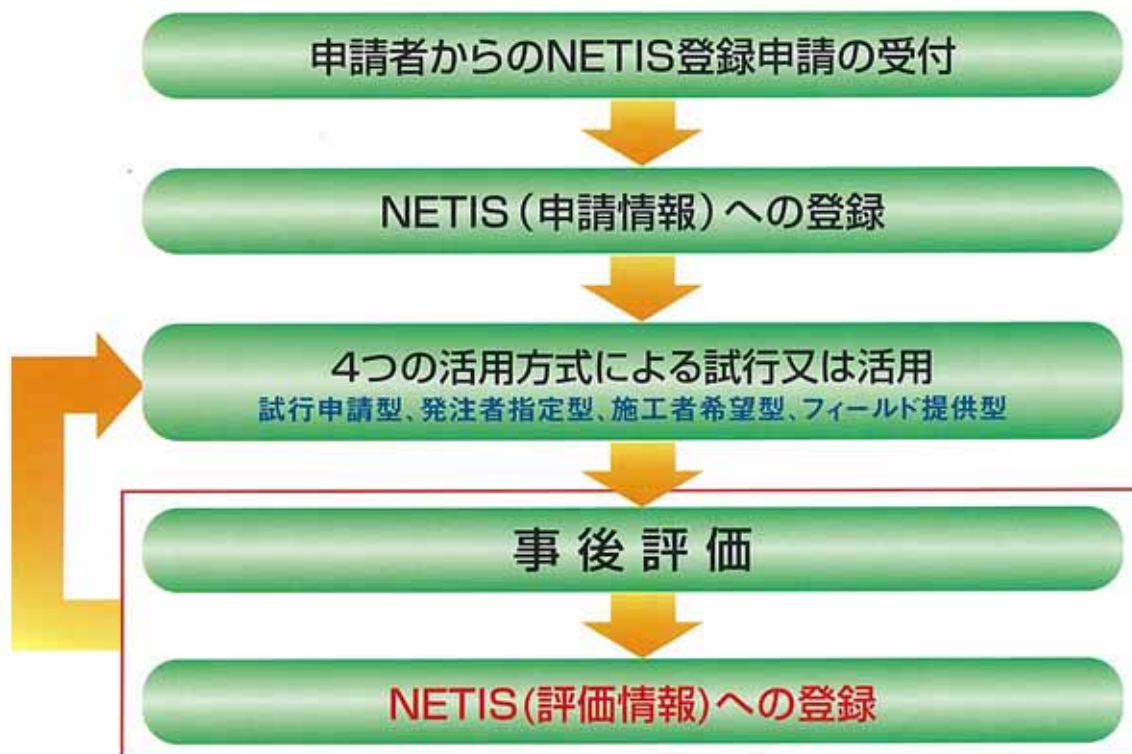 申請者からのNETIS登録申請の受付
NETIS（申請情報）への登録
4つの活用方式による試行又は活用
試行申請型、発注者指定型、施工者希望型、フィールド提供型
事後評価
NETIS(評価情報)への登録